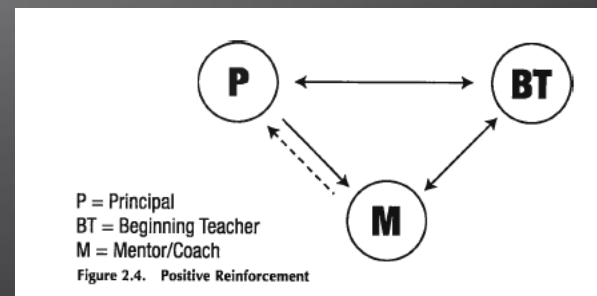 P
BT
M
P = Principal
BT = Beginning Teacher
M = Mentor/Coach
Figure 2.4. Positive Reinforcement